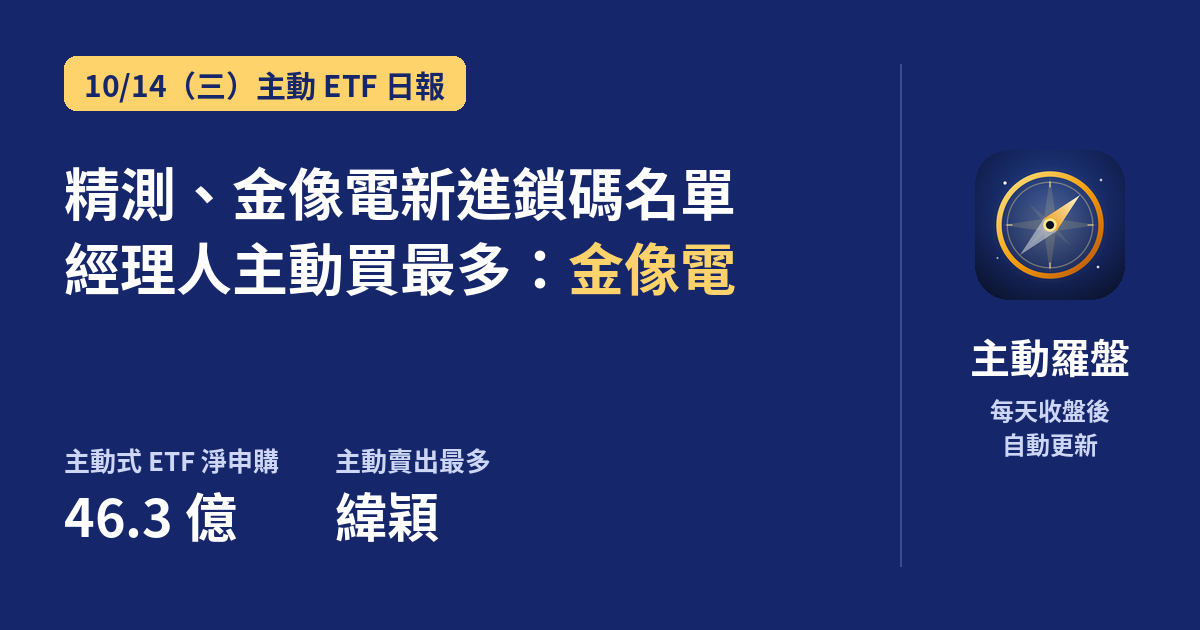 10/14（三）主動 ETF 日報
精測、金像電新進鎖碼名單
經理人主動買最多：金像電
主動式 ETF 淨申購
46.3 億
主動賣出最多
緯穎
主動羅盤
每天收盤後
自動更新